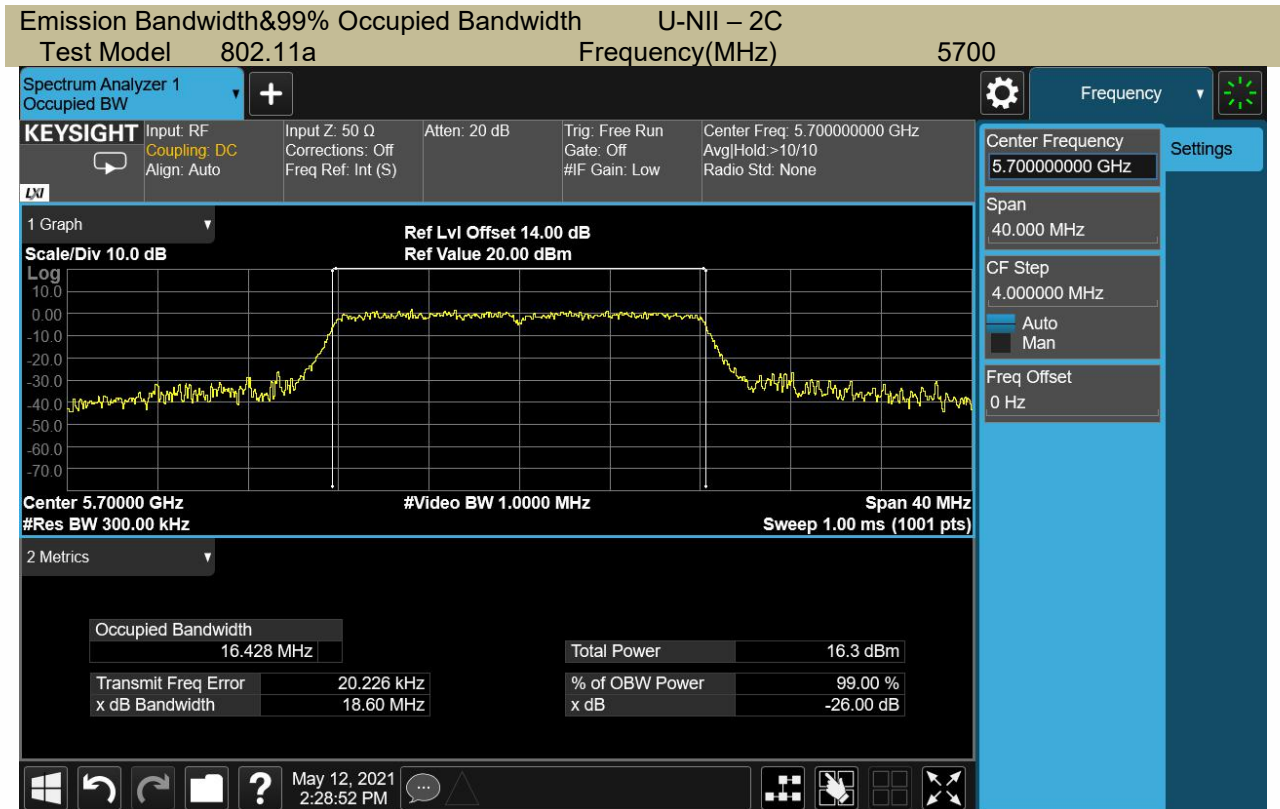 Emission Bandwidth&99% Occupied Bandwidth U-NII – 2C
Test Model 802.11a Frequency(MHz) 5700
Spectrum Analyzer 1
Occupied BW
+
Frequency
KEYSIGHT
LXI
Input: RF
Coupling: DC
Align: Auto
Input Z: 50 Ω
Corrections: Off
Freq Ref: Int (S)
Atten: 20 dB
Trig: Free Run
Gate: Off
#IF Gain: Low
Center Freq: 5.700000000 GHz
Avg|Hold:>10/10
Radio Std: None
Center Frequency
5.700000000 GHz
Settings
Span
40.000 MHz
CF Step
4.000000 MHz
Auto
Man
Freq Offset
0 Hz
1 Graph
Scale/Div 10.0 dB
Ref Lvl Offset 14.00 dB
Ref Value 20.00 dBm
Log
10.0
0.00
-10.0
-20.0
-30.0
-40.0
-50.0
-60.0
-70.0
Center 5.70000 GHz
#Video BW 1.0000 MHz
Span 40 MHz
#Res BW 300.00 kHz
Sweep 1.00 ms (1001 pts)
2 Metrics
Occupied Bandwidth
16.428 MHz
Total Power 16.3 dBm
Transmit Freq Error 20.226 kHz
% of OBW Power 99.00 %
x dB Bandwidth 18.60 MHz
x dB -26.00 dB
?
May 12, 2021
2:28:52 PM